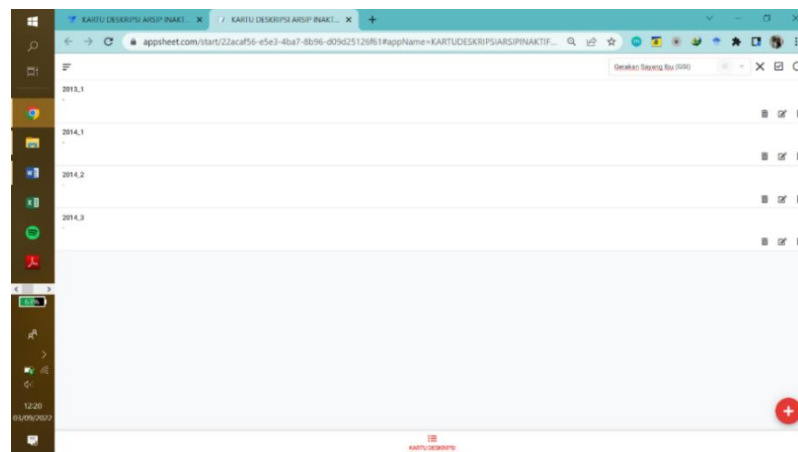 KARTU DESKRIPSI ARSIP INAKT...
KARTU DESKRIPSI ARSIP INAKT...
appsheet.com/start/22acaf56-e5e3-4ba7-8b96-d09d25126f61#appName=KARTUDESKRIPSIARSIPINAKTIF...
Gerakan Sayang Ibu (GSI)
2013_1
2014_1
2014_2
2014_3
12:20
03/09/2022
KARTU DESKRIPSI